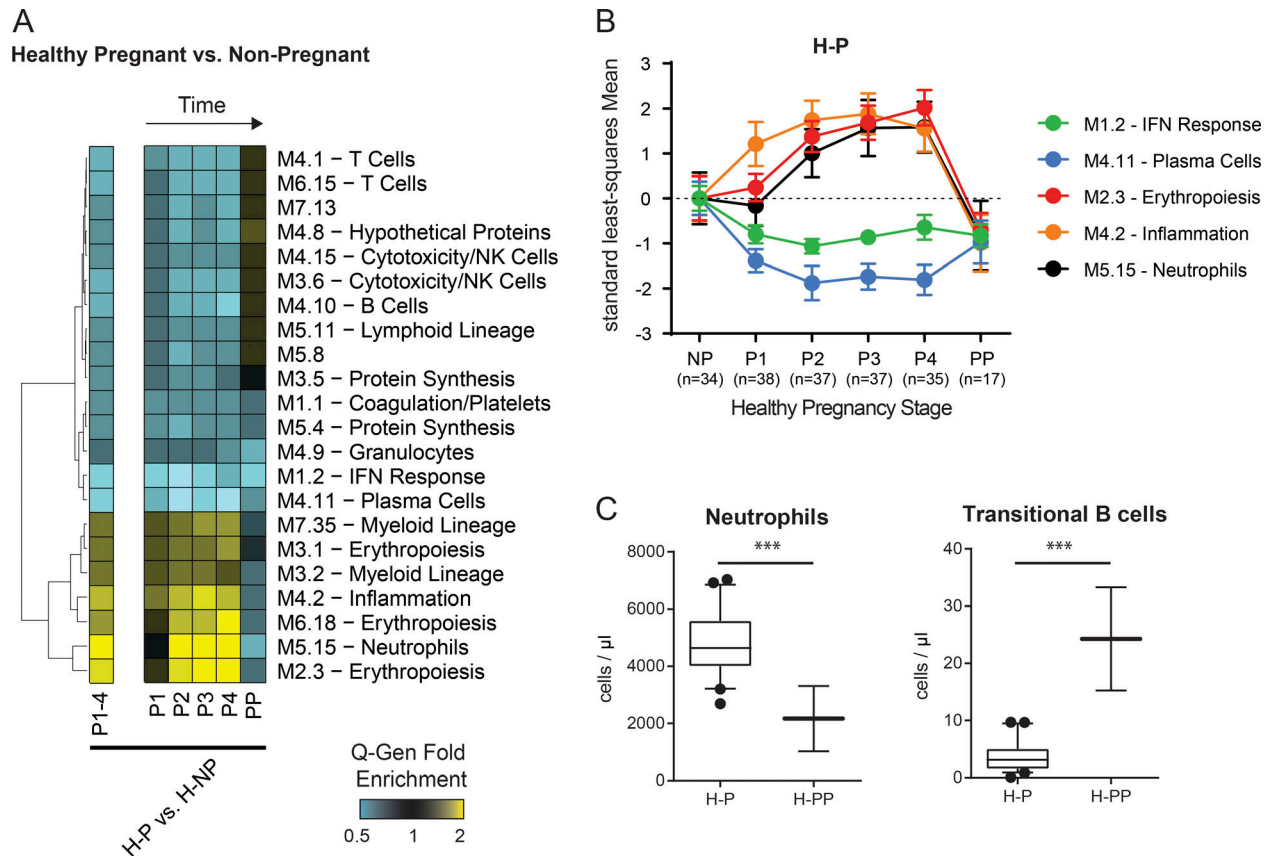 A
Healthy Pregnant vs. Non-Pregnant
Time
M4.1 − T Cells
M6.15 − T Cells
M7.13
M4.8 − Hypothetical Proteins
M4.15 − Cytotoxicity/NK Cells
M3.6 − Cytotoxicity/NK Cells
M4.10 − B Cells
M5.11 − Lymphoid Lineage
M5.8
M3.5 − Protein Synthesis
M1.1 − Coagulation/Platelets
M5.4 − Protein Synthesis
M4.9 − Granulocytes
M1.2 − IFN Response
M4.11 − Plasma Cells
M7.35 − Myeloid Lineage
M3.1 − Erythropoiesis
M3.2 − Myeloid Lineage
M4.2 − Inflammation
M6.18 − Erythropoiesis
M5.15 − Neutrophils
M2.3 − Erythropoiesis
P1-4 P1 P2 P3 P4 PP
H-P vs. H-NP
Q-Gen Fold
Enrichment
0.5 1 2
B
H-P
standard least-squares Mean
3
2
1
0
-1
-2
-3
NP P1 P2 P3 P4 PP
(n=34) (n=38) (n=37) (n=37) (n=35) (n=17)
Healthy Pregnancy Stage
M1.2 - IFN Response
M4.11 - Plasma Cells
M2.3 - Erythropoiesis
M4.2 - Inflammation
M5.15 - Neutrophils
C
Neutrophils
***
cells / µl
8000
6000
4000
2000
0
H-P H-PP
Transitional B cells
***
cells / µl
40
30
20
10
0
H-P H-PP